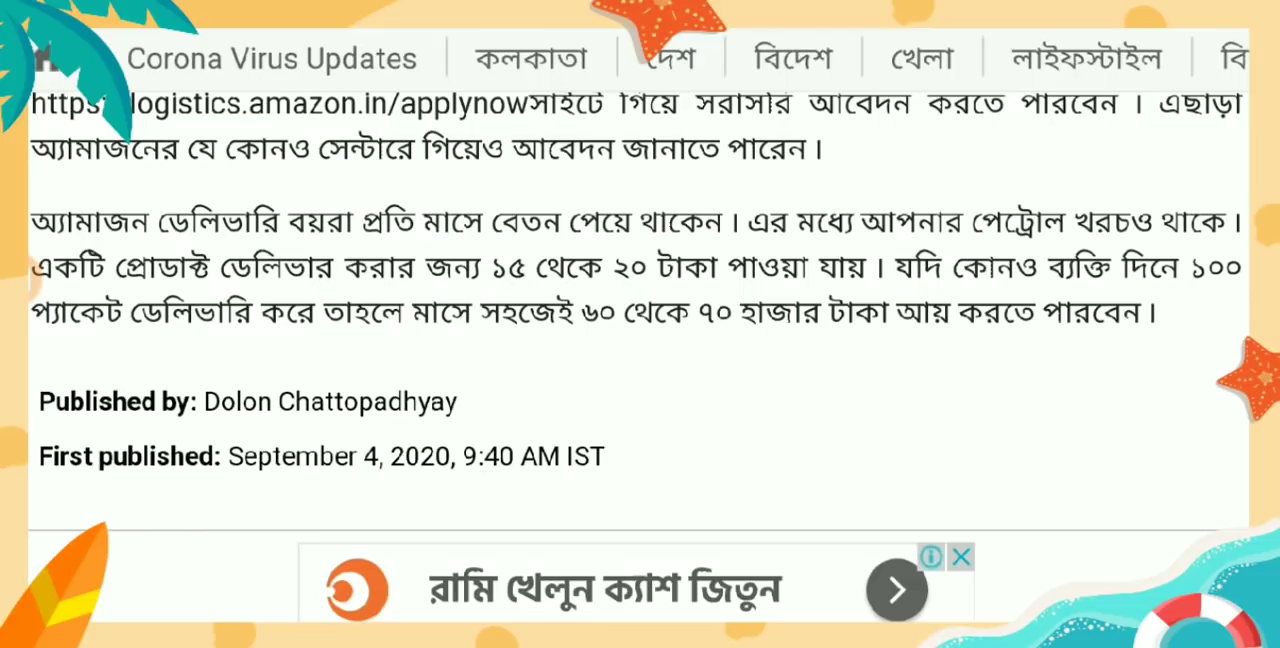 Corona Virus Updates কলকাতা দেশ বিদেশ খেলা লাইফস্টাইল বি
https logistics.amazon.in/applynowসাইটে গিয়ে সরাসরি আবেদন করতে পারবেন । এছাড়া
অ্যামাজনের যে কোনও সেন্টারে গিয়েও আবেদন জানাতে পারেন ।
অ্যামাজন ডেলিভারি বয়রা প্রতি মাসে বেতন পেয়ে থাকেন । এর মধ্যে আপনার পেট্রোল খরচও থাকে ।
একটি প্রোডাক্ট ডেলিভার করার জন্য ১৫ থেকে ২০ টাকা পাওয়া যায় । যদি কোনও ব্যক্তি দিনে ১০০
প্যাকেট ডেলিভারি করে তাহলে মাসে সহজেই ৬০ থেকে ৭০ হাজার টাকা আয় করতে পারবেন ।
Published by: Dolon Chattopadhyay
First published: September 4, 2020, 9:40 AM IST
রামি খেলুন ক্যাশ জিতুন